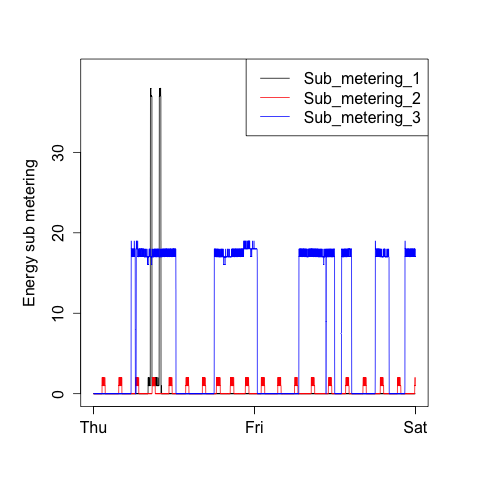 Sub_metering_1
Sub_metering_2
Sub_metering_3
Energy sub metering
30
20
10
0
Thu
Fri
Sat